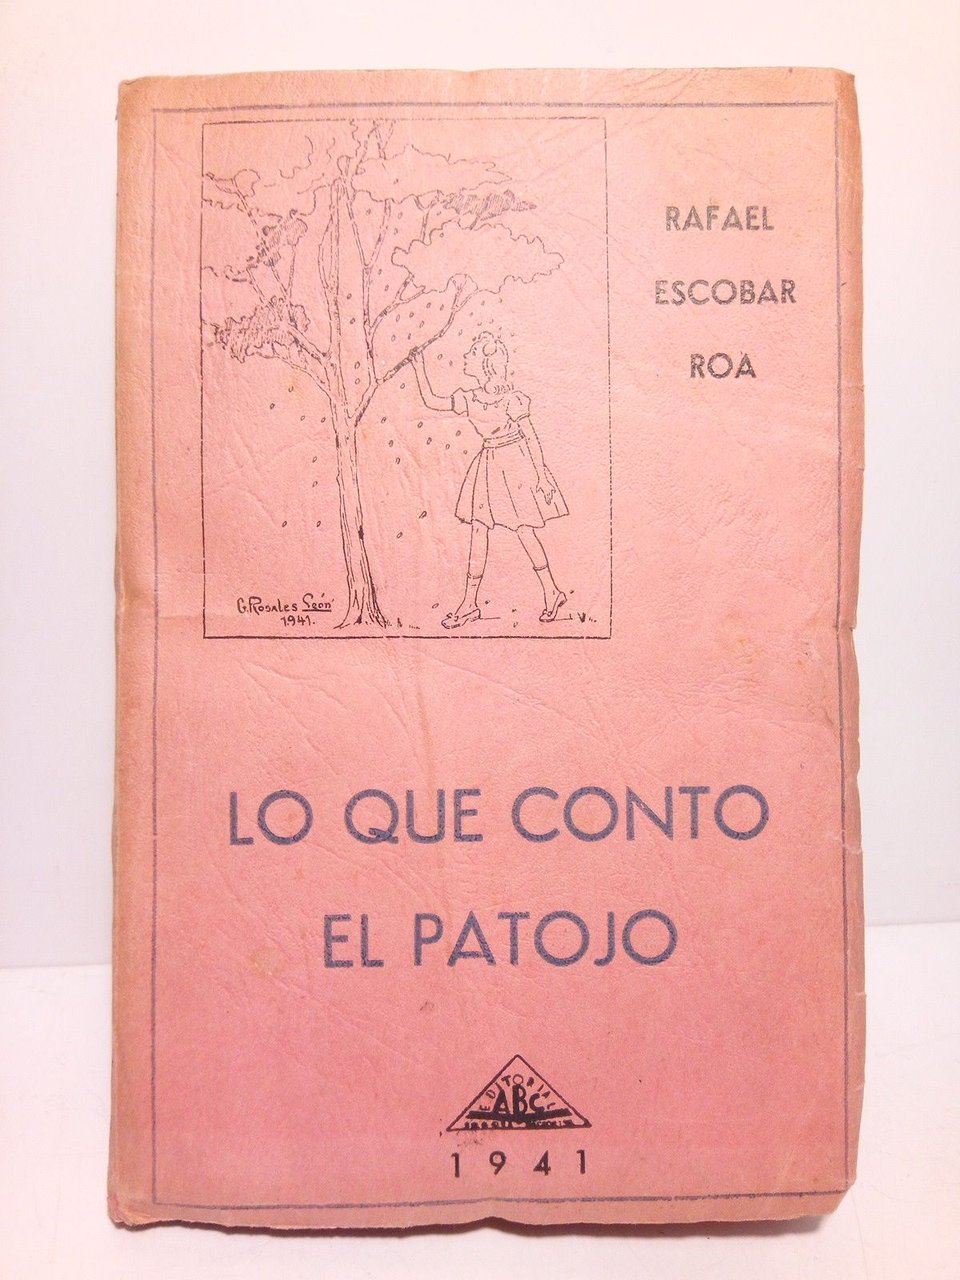 RAFAEL
ESCOBAR
ROA
G. Rosales León
1941.
LO QUE CONTO
EL PATOJO
EDITORIAL
ABC
1941